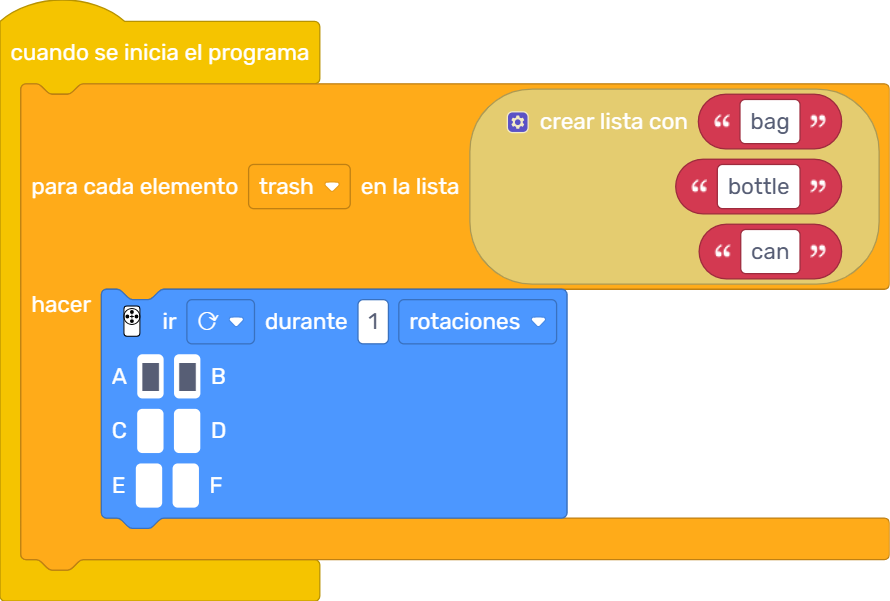 cuando se inicia el programa
crear lista con “ bag ”
para cada elemento trash en la lista “ bottle ”
“ can ”
hacer
ir durante 1 rotaciones
A B
C D
E F